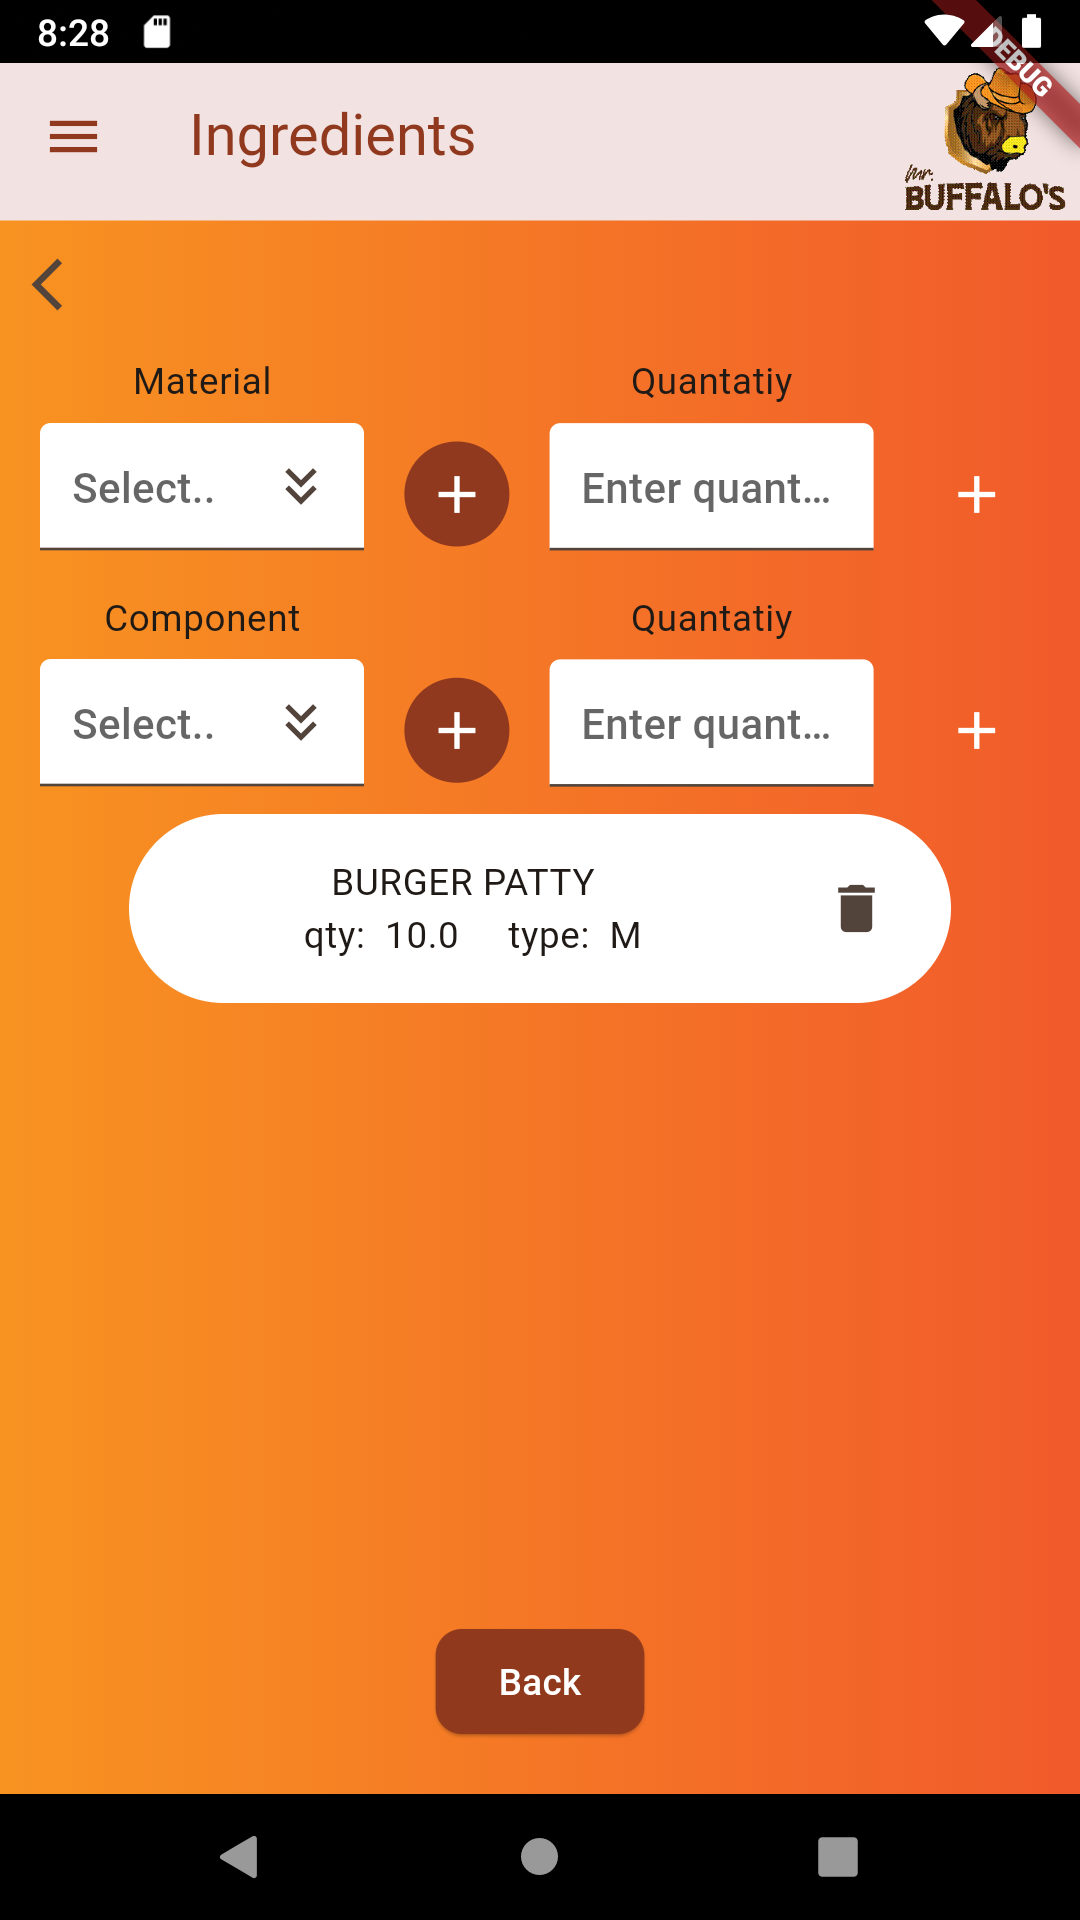 8:28
DEBUG
Ingredients
Mr.
BUFFALO'S
Material Quantatiy
Select.. Enter quant...
Component Quantatiy
Select.. Enter quant...
BURGER PATTY
qty: 10.0 type: M
Back